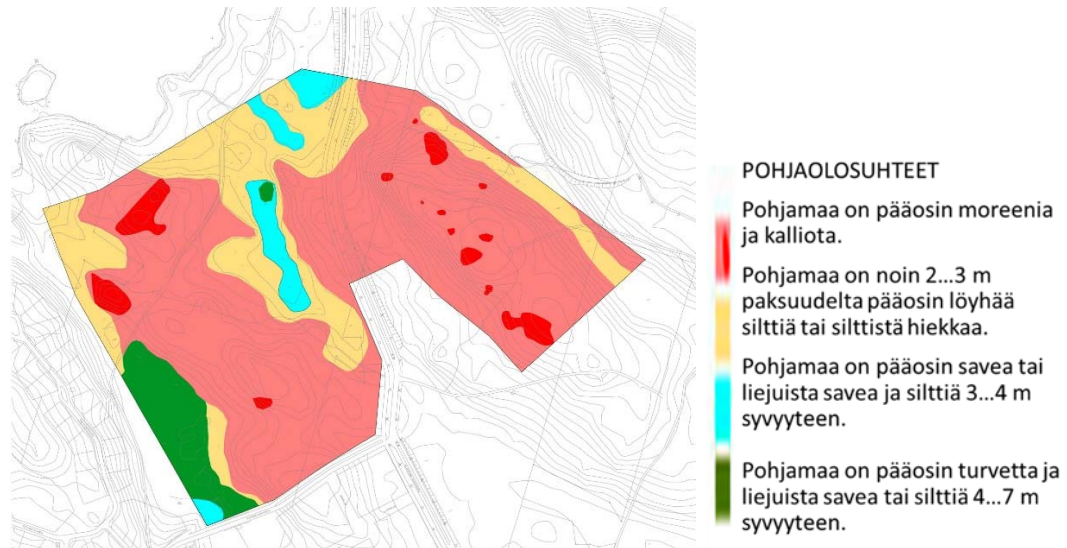 POHJAOLOSUHTEET
Pohjamaa on pääosin moreenia
ja kalliota.
Pohjamaa on noin 2...3 m
paksuudelta pääosin löyhää
silttiä tai silttistä hiekkaa.
Pohjamaa on pääosin savea tai
liejuista savea ja silttiä 3...4 m
syvyyteen.
Pohjamaa on pääosin turvetta ja
liejuista savea tai silttiä 4...7 m
syvyyteen.